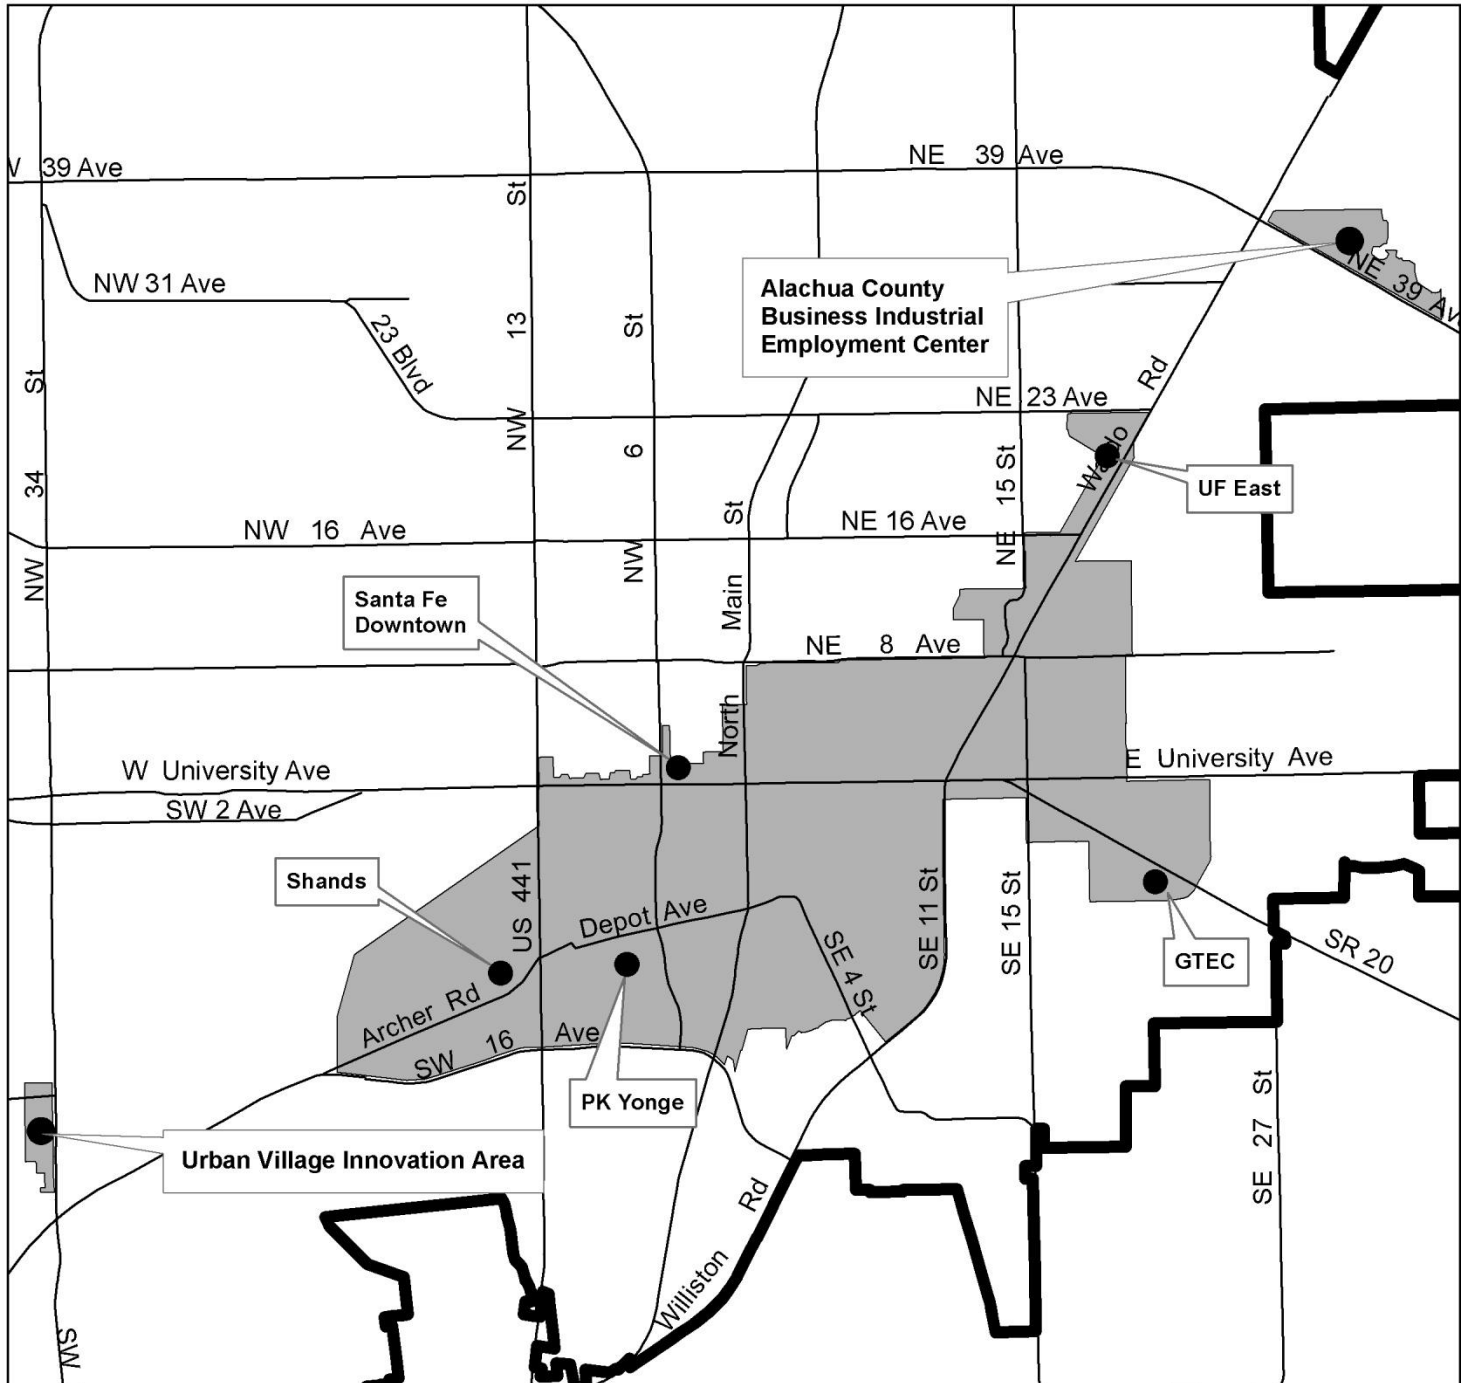 W 39 Ave
NE 39 Ave
St
NW 31 Ave
23 Blvd
NW 13 St
NW 6 St
NW 34 St
Alachua County
Business Industrial
Employment Center
NE 39 Ave
NE 23 Ave
Waldo Rd
UF East
NE 15 St
NW 16 Ave
NE 16 Ave
North Main St
Santa Fe
Downtown
NE 8 Ave
W University Ave
E University Ave
SW 2 Ave
Shands
US 441
Depot Ave
SE 11 St
SE 15 St
SE 4 St
GTEC
SR 20
Archer Rd
SW 16 Ave
PK Yonge
Urban Village Innovation Area
SE 27 St
Williston Rd
SW